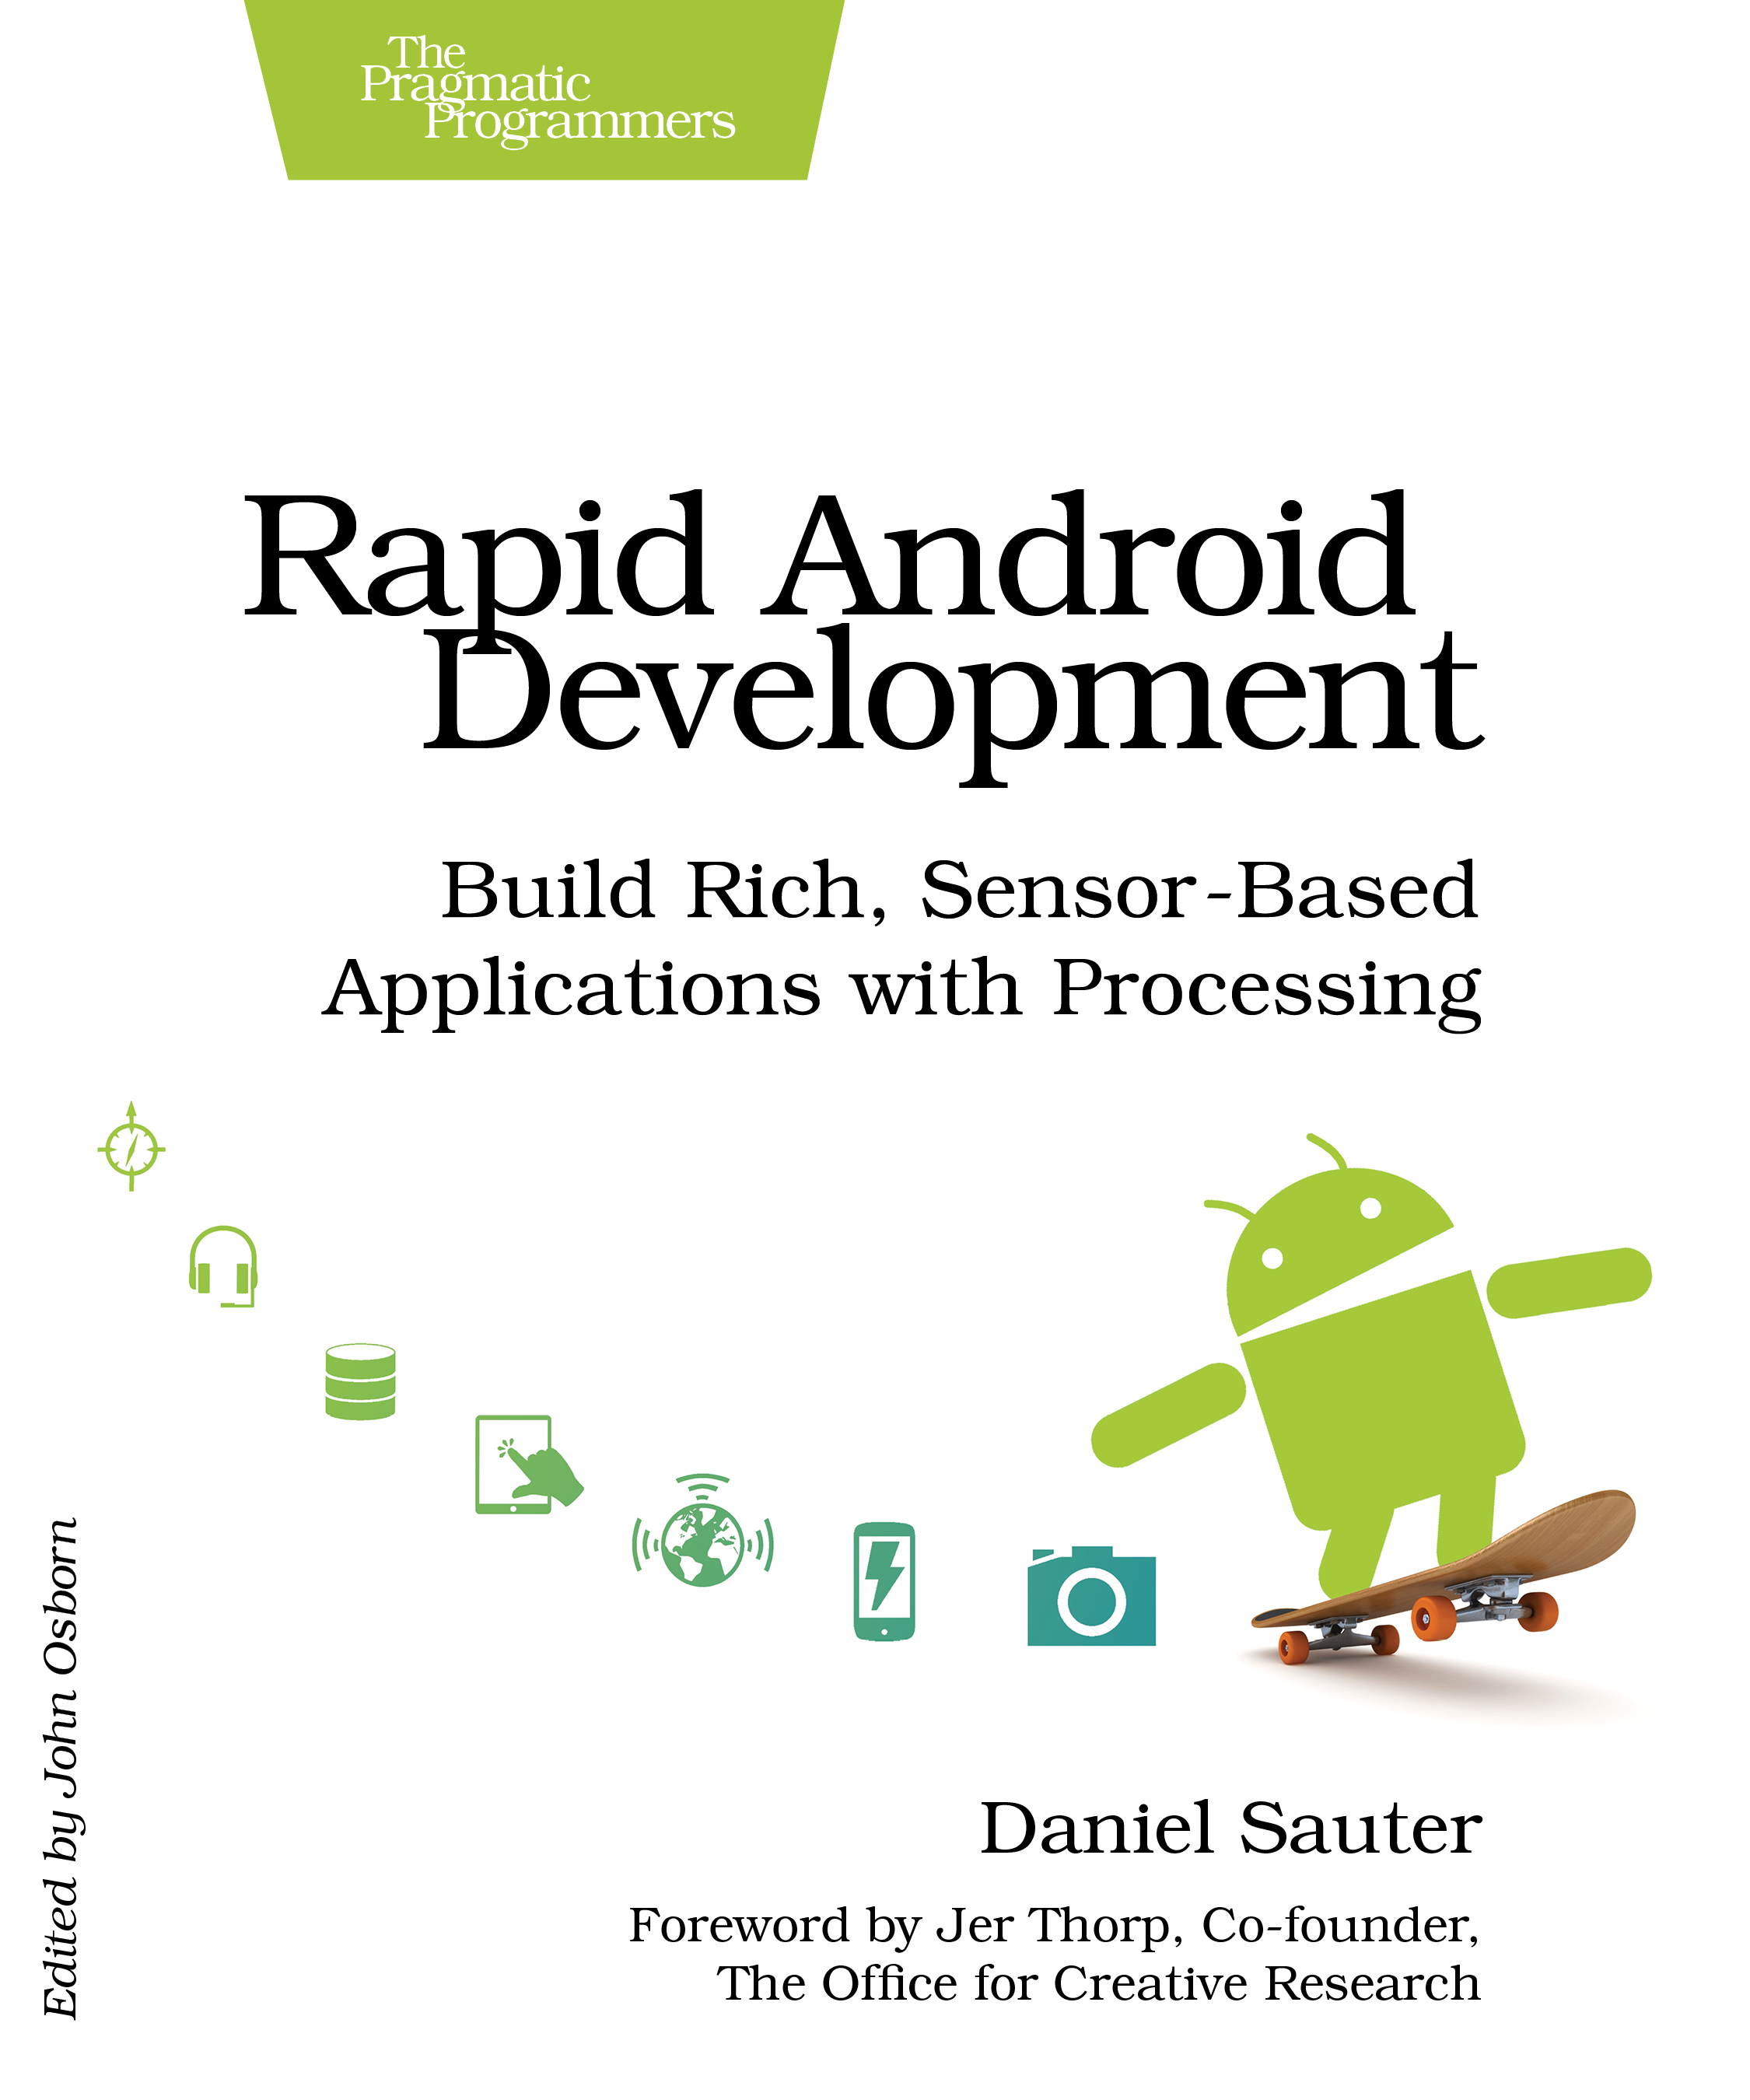 The
Pragmatic
Programmers
Rapid Android
Development
Build Rich, Sensor-Based
Applications with Processing
Edited by John Osborn
Daniel Sauter
Foreword by Jer Thorp, Co-founder,
The Office for Creative Research